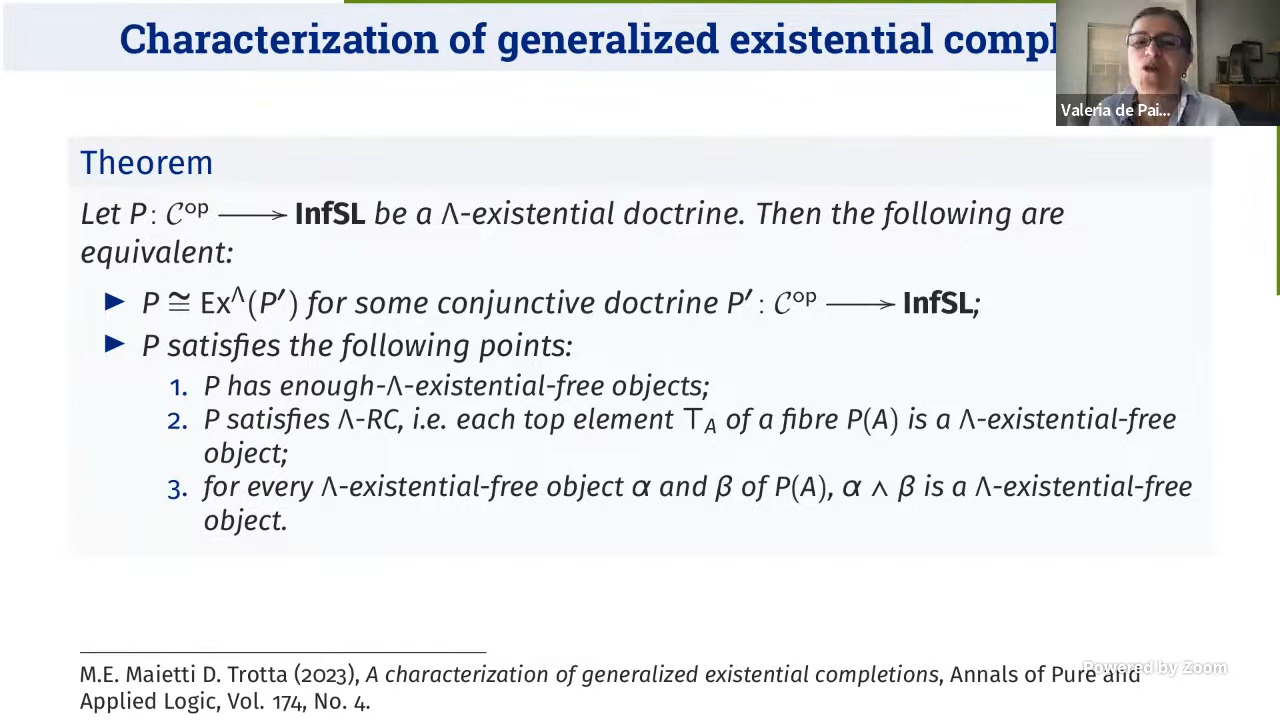 Characterization of generalized existential compl
Valeria de Pai...
Theorem
Let P: 𝒞ᵒᵖ ⟶ InfSL be a Λ-existential doctrine. Then the following are
equivalent:
▶ P ≅ Ex^Λ(P′) for some conjunctive doctrine P′: 𝒞ᵒᵖ ⟶ InfSL;
▶ P satisfies the following points:
1. P has enough-Λ-existential-free objects;
2. P satisfies Λ-RC, i.e. each top element ⊤_A of a fibre P(A) is a Λ-existential-free
object;
3. for every Λ-existential-free object α and β of P(A), α ∧ β is a Λ-existential-free
object.
M.E. Maietti D. Trotta (2023), A characterization of generalized existential completions, Annals of Pure and
Applied Logic, Vol. 174, No. 4.
Powered by Zoom